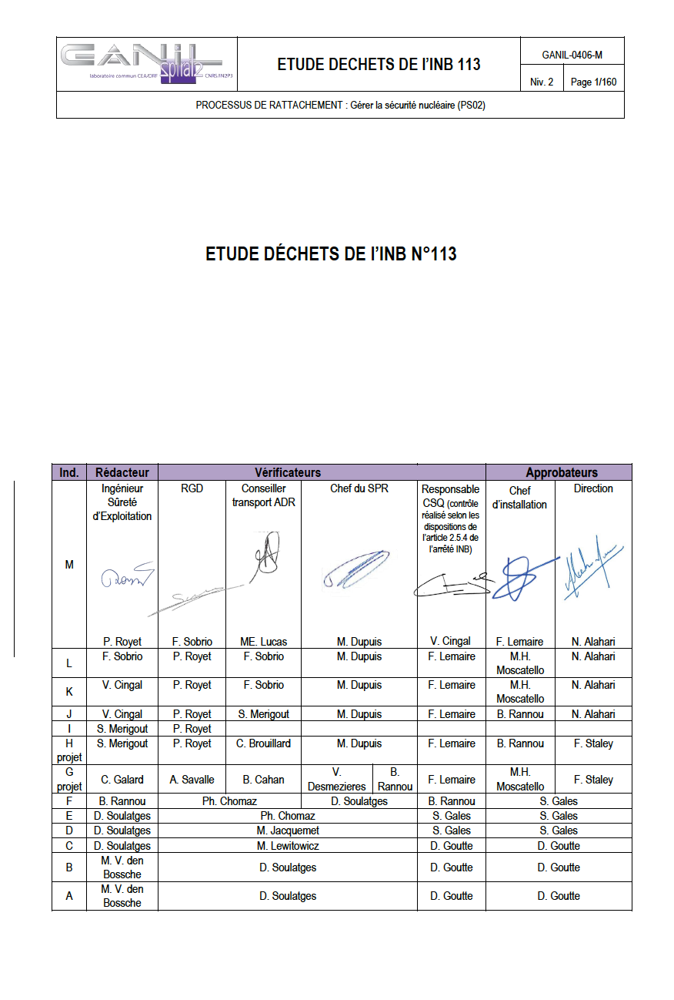 GANIL
spiral2
laboratoire commun CEA/DRF CNRS/IN2P3
ETUDE DECHETS DE l'INB 113
GANIL-0406-M
Niv. 2 Page 1/160
PROCESSUS DE RATTACHEMENT : Gérer la sécurité nucléaire (PS02)
ETUDE DÉCHETS DE l'INB N°113
Ind. Rédacteur Vérificateurs Approbateurs
M
Ingénieur
Sûreté
d'Exploitation
RGD
Conseiller
transport ADR
Chef du SPR
Responsable
CSQ (contrôle
réalisé selon les
dispositions de
l'article 2.5.4 de
l'arrêté INB)
Chef
d'installation
Direction
P. Royet F. Sobrio ME. Lucas M. Dupuis V. Cingal F. Lemaire N. Alahari
L F. Sobrio P. Royet F. Sobrio M. Dupuis F. Lemaire M.H. N. Alahari
Moscatello
K V. Cingal P. Royet F. Sobrio M. Dupuis F. Lemaire M.H. N. Alahari
Moscatello
J V. Cingal P. Royet S. Merigout M. Dupuis F. Lemaire B. Rannou N. Alahari
I S. Merigout P. Royet
H S. Merigout P. Royet C. Brouillard M. Dupuis F. Lemaire B. Rannou F. Staley
projet
G C. Galard A. Savalle B. Cahan V. B. F. Lemaire M.H. F. Staley
projet Desmezieres Rannou Moscatello
F B. Rannou Ph. Chomaz D. Soulatges B. Rannou S. Gales
E D. Soulatges Ph. Chomaz S. Gales S. Gales
D D. Soulatges M. Jacquemet S. Gales S. Gales
C D. Soulatges M. Lewitowicz D. Goutte D. Goutte
B M. V. den D. Soulatges D. Goutte D. Goutte
Bossche
A M. V. den D. Soulatges D. Goutte D. Goutte
Bossche